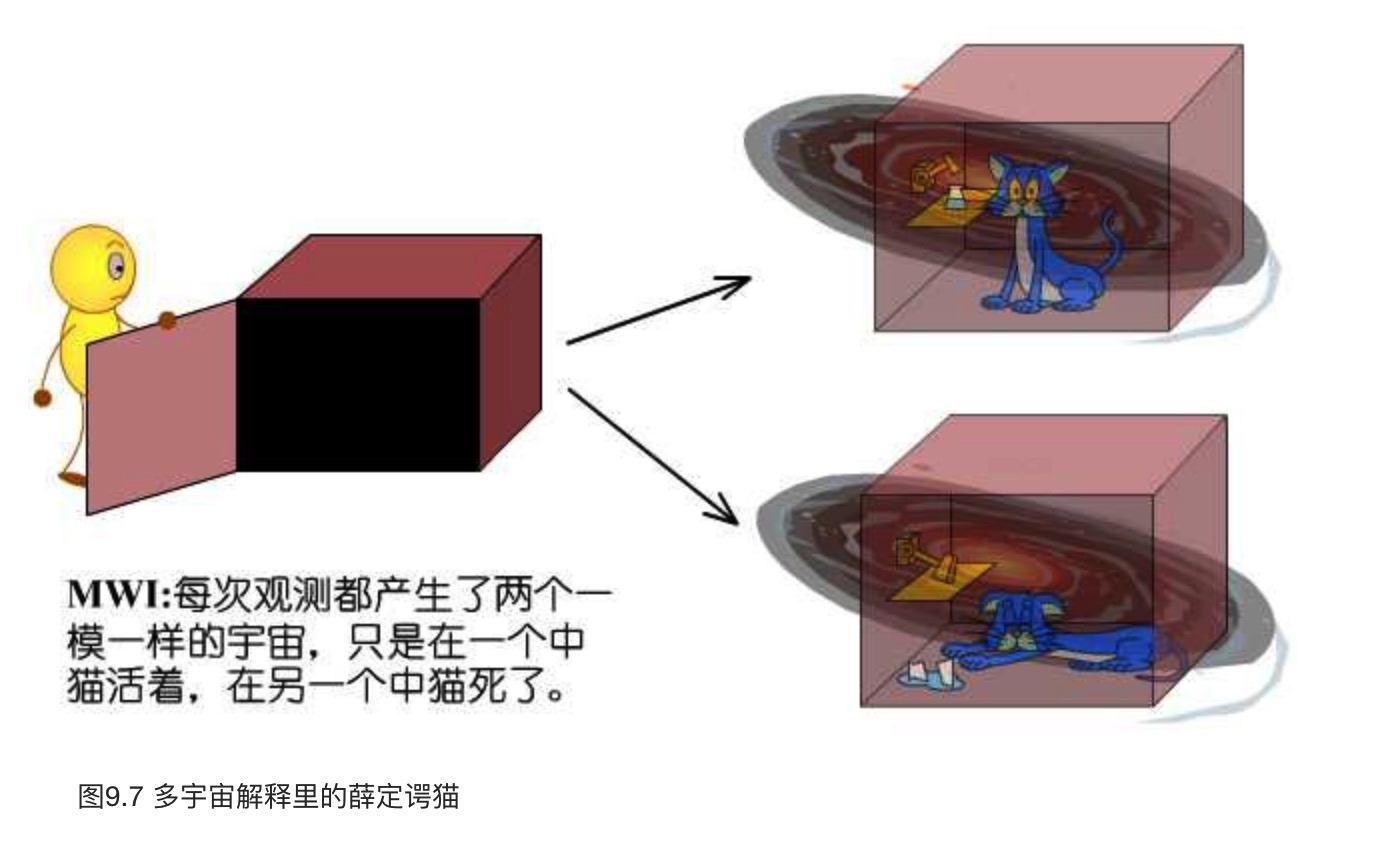 MWI:每次观测都产生了两个一
模一样的宇宙，只是在一个中
猫活着，在另一个中猫死了。
图9.7 多宇宙解释里的薛定谔猫